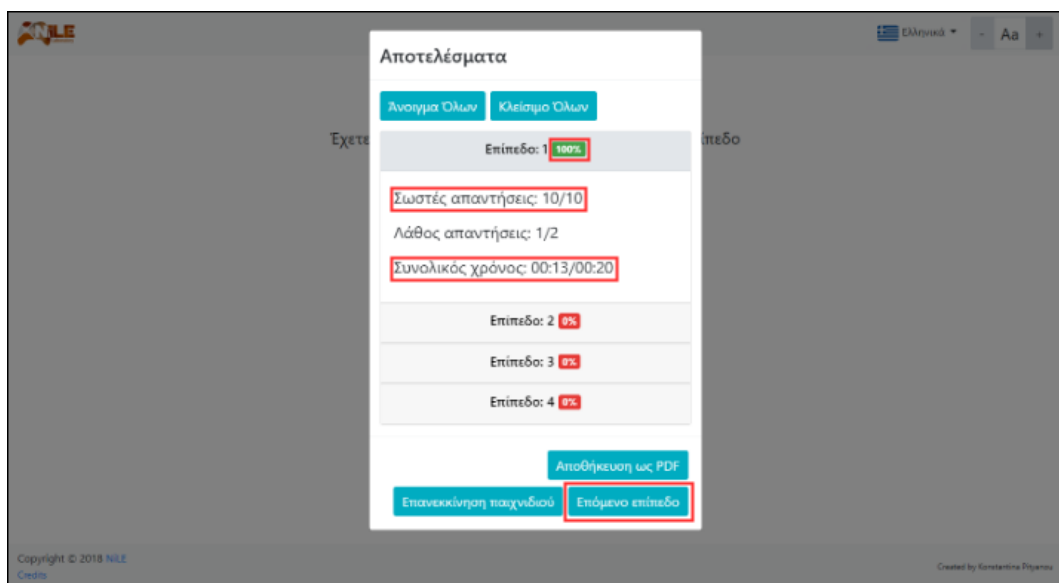 NiLE
Ελληνικά
- Aa +
Αποτελέσματα
Άνοιγμα Όλων Κλείσιμο Όλων
Έχετε
ίπεδο
Επίπεδο: 1 100%
Σωστές απαντήσεις: 10/10
Λάθος απαντήσεις: 1/2
Συνολικός χρόνος: 00:13/00:20
Επίπεδο: 2 0%
Επίπεδο: 3 0%
Επίπεδο: 4 0%
Αποθήκευση ως PDF
Επανεκκίνηση παιχνιδιού Επόμενο επίπεδο
Copyright © 2018 NiLE
Credits
Created by Konstantina Pityanou